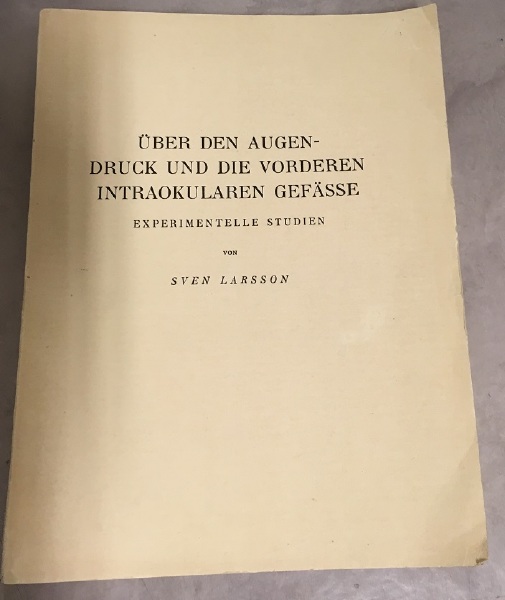 ÜBER DEN AUGEN-
DRUCK UND DIE VORDEREN
INTRAOKULAREN GEFÄSSE
EXPERIMENTELLE STUDIEN
VON
SVEN LARSSON